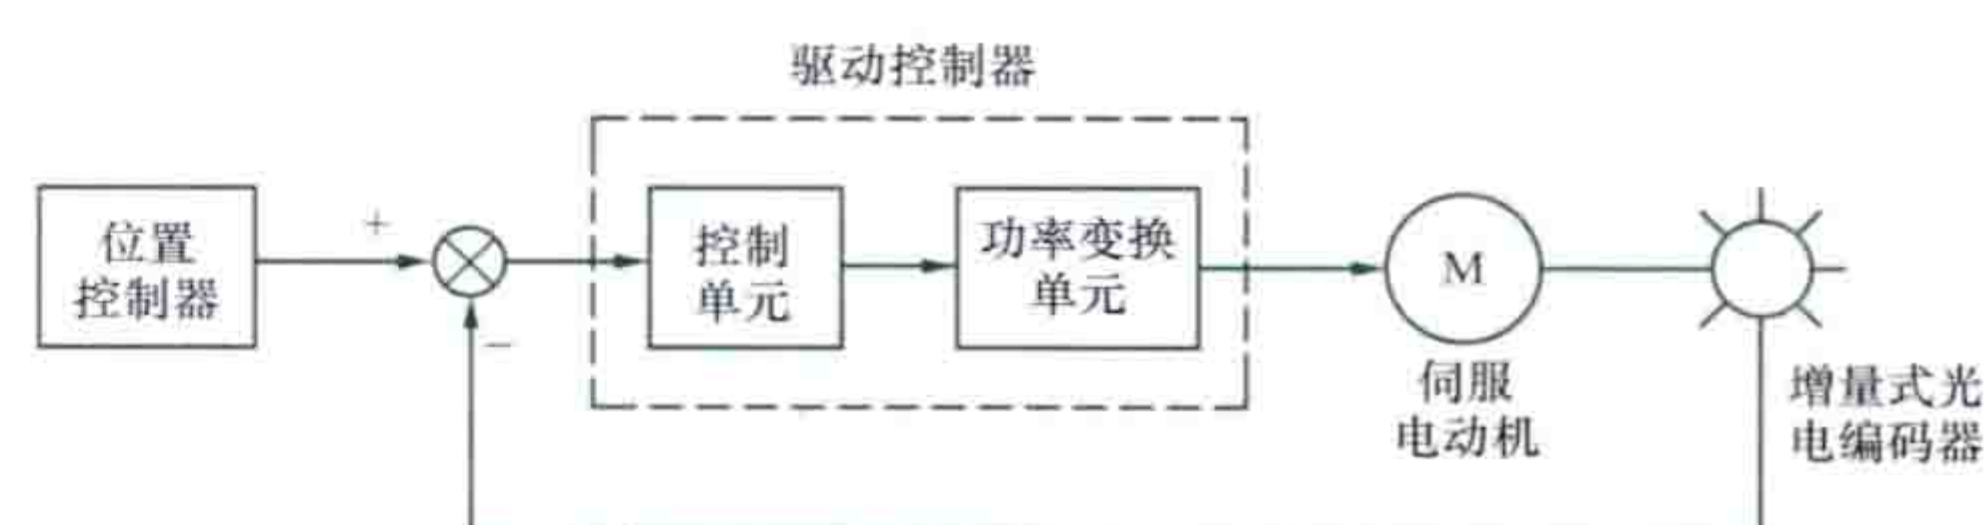 驱动控制器
位置
控制器
+
−
控制
单元
功率变换
单元
M
伺服
电动机
增量式光
电编码器